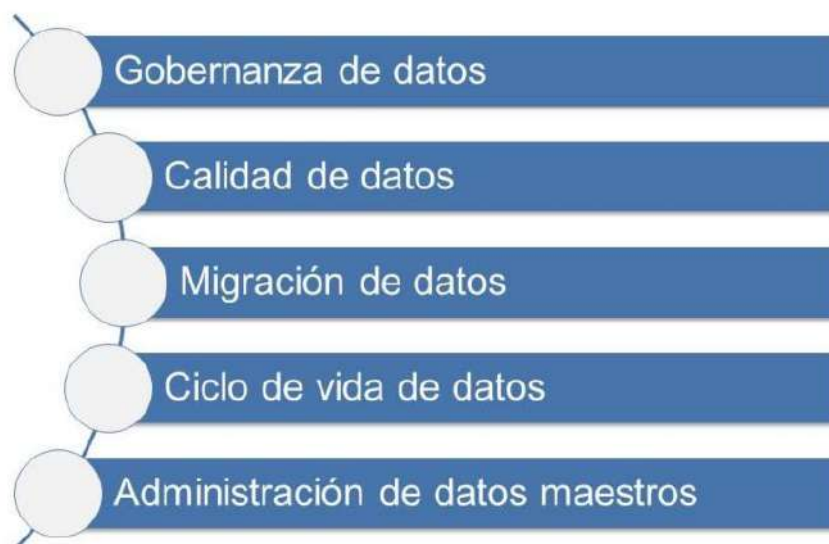 Gobernanza de datos
Calidad de datos
Migración de datos
Ciclo de vida de datos
Administración de datos maestros